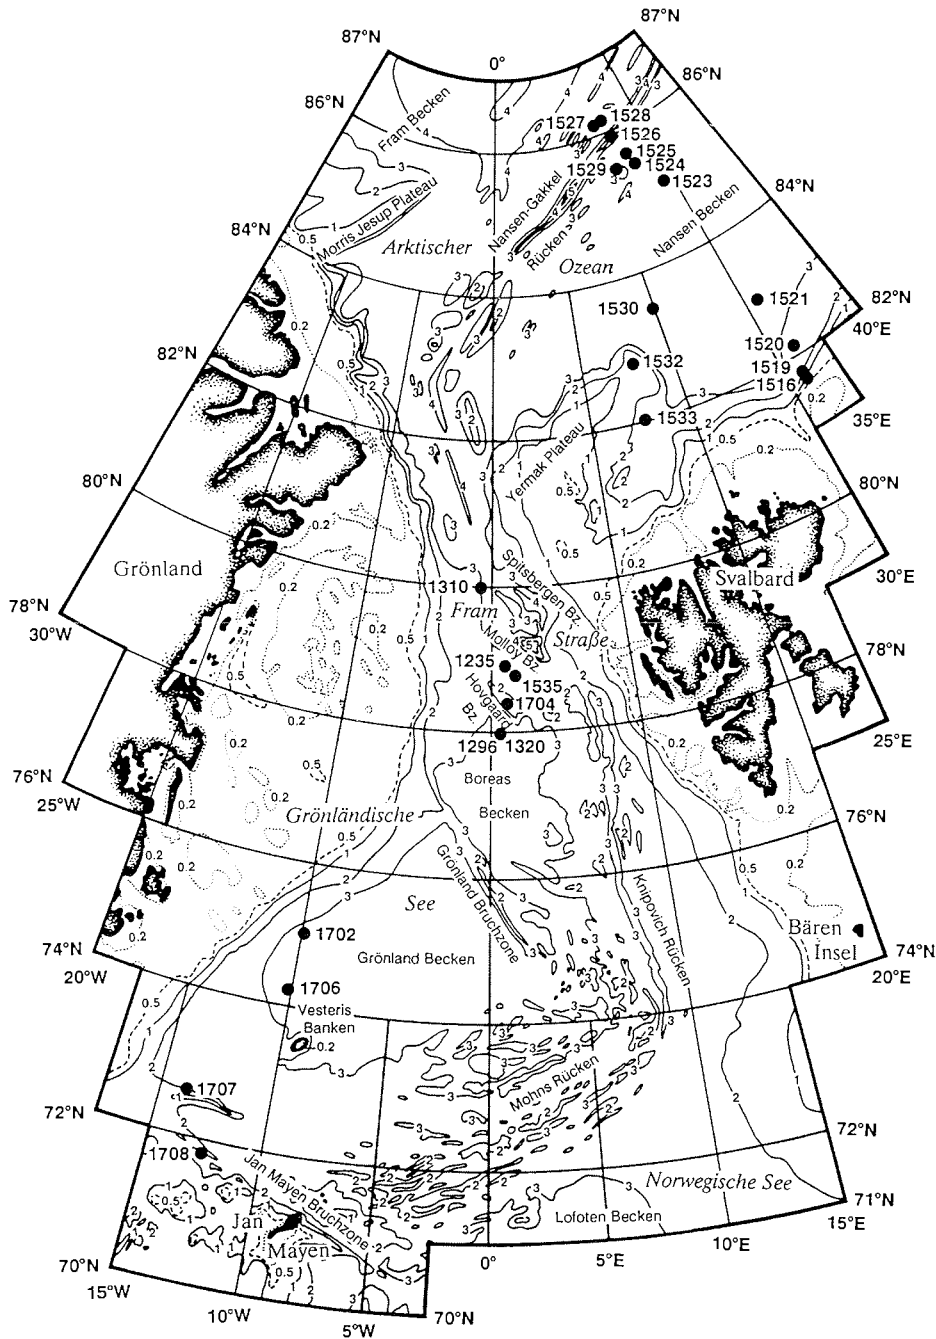 87°N
87°N
0°
86°N
86°N
Fram Becken
1527
1528
1526
1525
1529
1524
1523
84°N
84°N
Morris Jesup Plateau
Arktischer
Nansen-Gakkel
Rücken
Nansen Becken
Ozean
1530
1521
82°N
40°E
82°N
1520
1532
1519
1516
35°E
1533
Yermak Plateau
80°N
80°N
Grönland
1310
Fram
Spitsbergen Bz.
Straße
Svalbard
30°E
78°N
30°W
Molloy Bz.
78°N
1235
1535
Hovgaard
Bz.
1704
1296
1320
25°E
76°N
25°W
Boreas
Becken
Grönländische
76°N
See
Grönland Bruchzone
Knipovich Rücken
Bären
Insel
74°N
20°E
74°N
20°W
1702
Grönland Becken
1706
Vesteris
Banken
0.2
Mohns Rücken
1707
72°N
72°N
1708
Jan Mayen Bruchzone
Norwegische See
71°N
15°E
Lofoten Becken
Jan
Mayen
70°N
15°W
10°W
5°W
70°N
0°
5°E
10°E